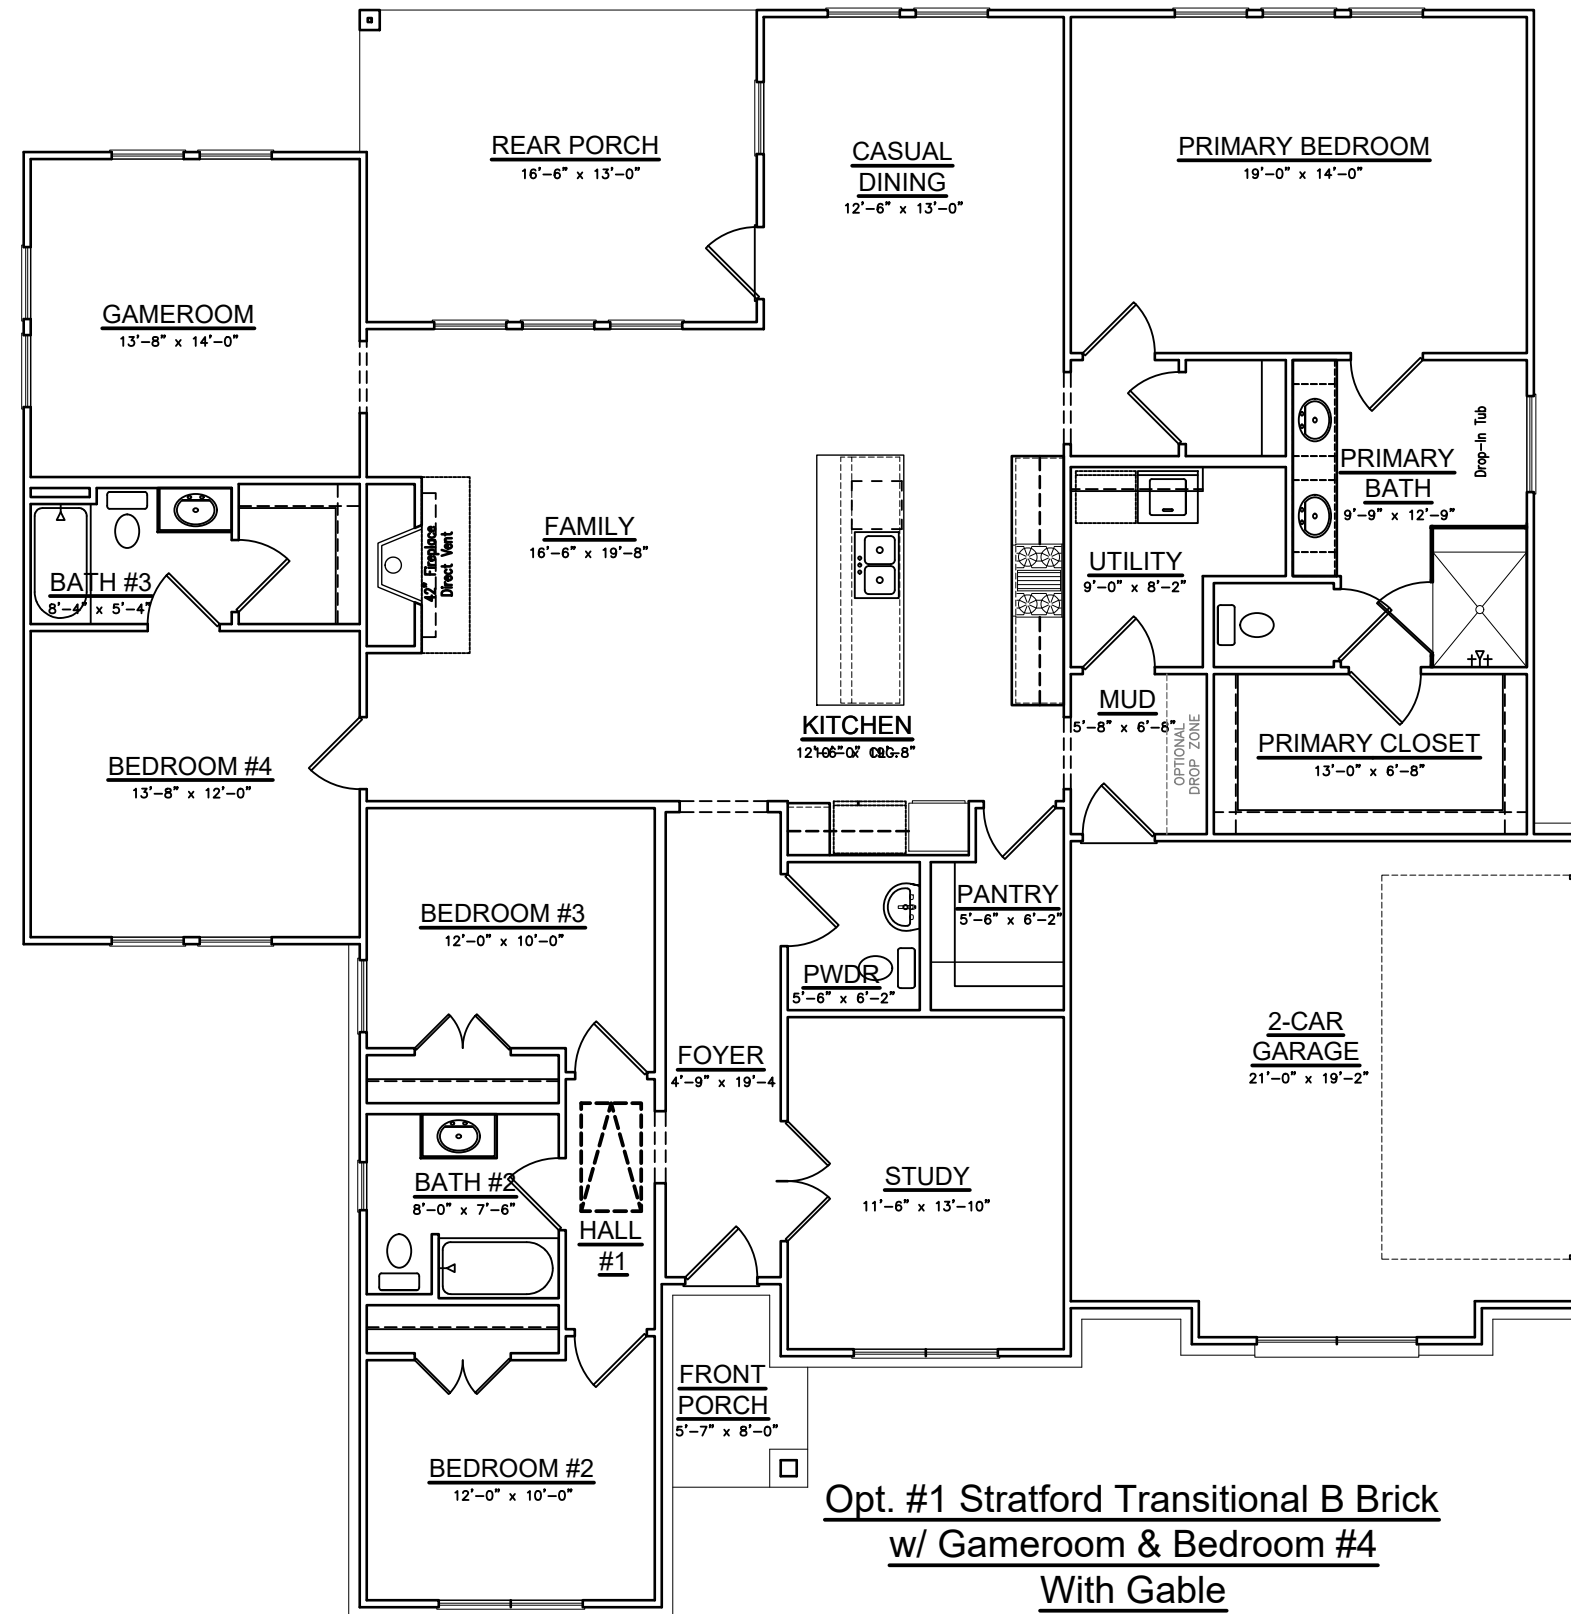 REAR PORCH
16'-6" x 13'-0"
CASUAL
DINING
12'-6" x 13'-0"
PRIMARY BEDROOM
19'-0" x 14'-0"
GAMEROOM
13'-8" x 14'-0"
Drop-In Tub
PRIMARY
BATH
9'-9" x 12'-9"
FAMILY
16'-6" x 19'-8"
42" Fireplace
Direct Vent
UTILITY
9'-0" x 8'-2"
BATH #3
8'-4" x 5'-4"
MUD
5'-8" x 6'-8"
OPTIONAL
DROP ZONE
KITCHEN
PRIMARY CLOSET
13'-0" x 6'-8"
BEDROOM #4
13'-8" x 12'-0"
PANTRY
5'-6" x 6'-2"
BEDROOM #3
12'-0" x 10'-0"
PWDR
5'-6" x 6'-2"
FOYER
4'-9" x 19'-4
2-CAR
GARAGE
21'-0" x 19'-2"
BATH #2
8'-0" x 7'-6"
STUDY
11'-6" x 13'-10"
HALL
#1
FRONT
PORCH
5'-7" x 8'-0"
BEDROOM #2
12'-0" x 10'-0"
Opt. #1 Stratford Transitional B Brick
w/ Gameroom & Bedroom #4
With Gable